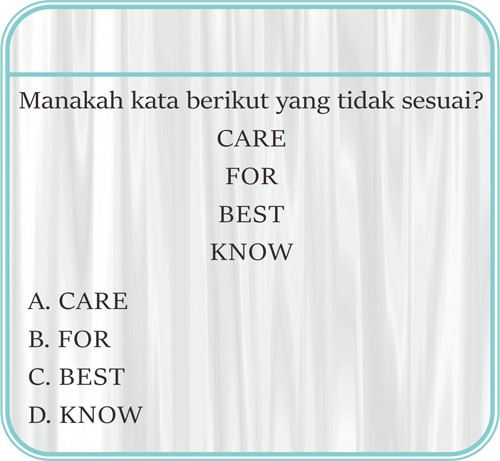 Manakah kata berikut yang tidak sesuai?
CARE
FOR
BEST
KNOW
A. CARE
B. FOR
C. BEST
D. KNOW